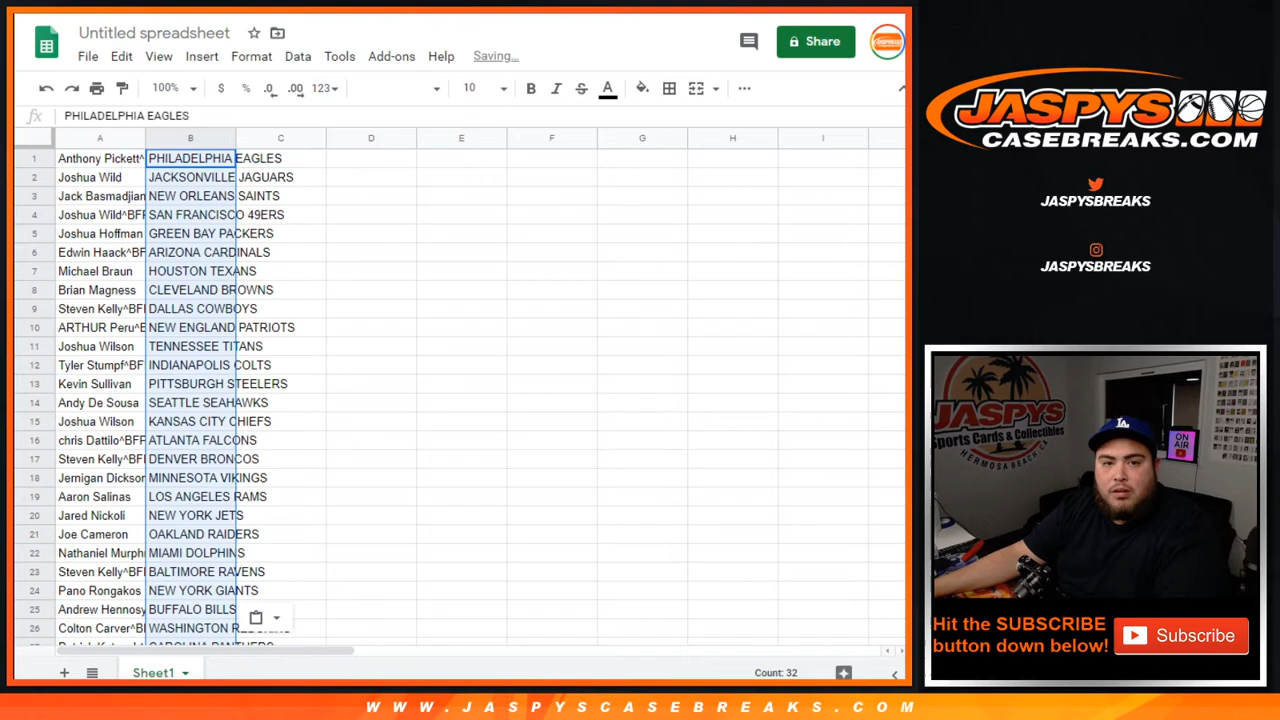 Untitled spreadsheet
File Edit View Insert Format Data Tools Add-ons Help Saving...
Share
100% $ % .0 .00 123 10 B I S A
fx PHILADELPHIA EAGLES
A B C D E F G H I
1 Anthony Pickett^ PHILADELPHIA EAGLES
2 Joshua Wild JACKSONVILLE JAGUARS
3 Jack Basmadjian NEW ORLEANS SAINTS
4 Joshua Wild^BFF SAN FRANCISCO 49ERS
5 Joshua Hoffman GREEN BAY PACKERS
6 Edwin Haack^BF ARIZONA CARDINALS
7 Michael Braun HOUSTON TEXANS
8 Brian Magness CLEVELAND BROWNS
9 Steven Kelly^BF DALLAS COWBOYS
10 ARTHUR Peru^B NEW ENGLAND PATRIOTS
11 Joshua Wilson TENNESSEE TITANS
12 Tyler Stumpf^BF INDIANAPOLIS COLTS
13 Kevin Sullivan PITTSBURGH STEELERS
14 Andy De Sousa SEATTLE SEAHAWKS
15 Joshua Wilson KANSAS CITY CHIEFS
16 chris Dattilo^BFF ATLANTA FALCONS
17 Steven Kelly^BF DENVER BRONCOS
18 Jernigan Dickson MINNESOTA VIKINGS
19 Aaron Salinas LOS ANGELES RAMS
20 Jared Nickoli NEW YORK JETS
21 Joe Cameron OAKLAND RAIDERS
22 Nathaniel Murph MIAMI DOLPHINS
23 Steven Kelly^BF BALTIMORE RAVENS
24 Pano Rongakos NEW YORK GIANTS
25 Andrew Hennosy BUFFALO BILLS
26 Colton Carver^B WASHINGTON
CAROLINA PANTHERS
Sheet1
Count: 32
JASPYS
CASEBREAKS.COM
JASPYSBREAKS
JASPYSBREAKS
JASPYS
Sports Cards & Collectibles
HERMOSA BEACH CA
LA
ON
AIR
Hit the SUBSCRIBE
button down below!
Subscribe
WWW.JASPYSCASEBREAKS.COM